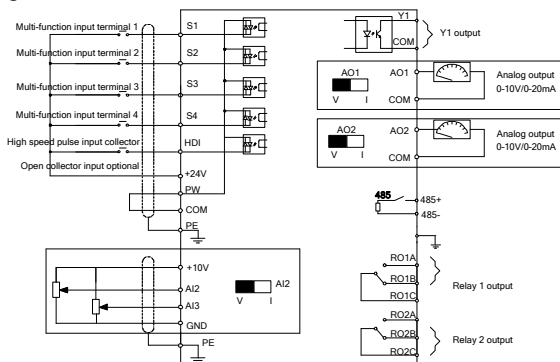 Multi-function input terminal 1
S1
Multi-function input terminal 2
S2
Multi-function input terminal 3
S3
Multi-function input terminal 4
S4
High speed pulse input collector
HDI
Open collector input optional
+24V
PW
COM
PE
+10V
AI2
AI3
GND
PE
AI2
V I
Y1
COM
Y1 output
AO1
V I
AO1
COM
Analog output
0-10V/0-20mA
AO2
V I
AO2
COM
Analog output
0-10V/0-20mA
485
485+
485-
RO1A
RO1B
RO1C
Relay 1 output
RO2A
RO2B
RO2C
Relay 2 output